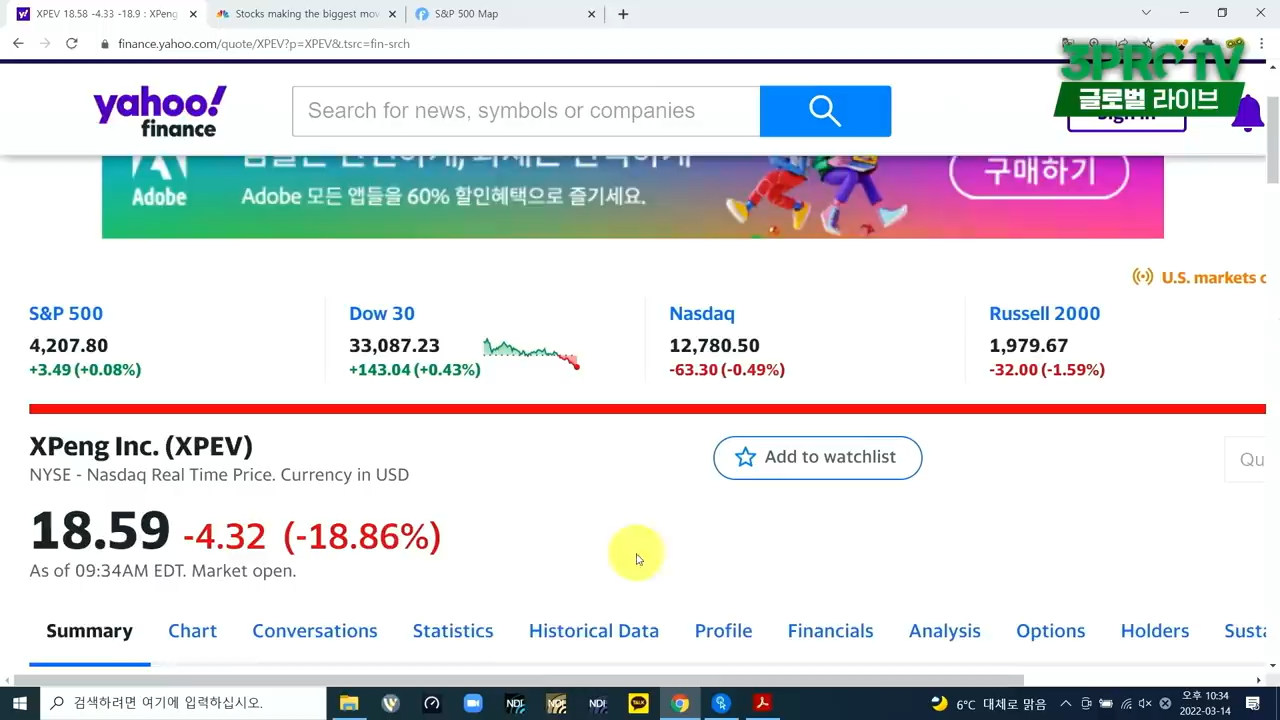 XPEV 18.58 -4.33 -18.9 : XPeng
Stocks making the biggest mov
S&P 500 Map
finance.yahoo.com/quote/XPEV?p=XPEV&.tsrc=fin-srch
3PRO TV
글로벌 라이브
yahoo!
finance
Search for news, symbols or companies
Adobe
Adobe 모든 앱들을 60% 할인혜택으로 즐기세요.
구매하기
U.S. markets c
S&P 500
4,207.80
+3.49 (+0.08%)
Dow 30
33,087.23
+143.04 (+0.43%)
Nasdaq
12,780.50
-63.30 (-0.49%)
Russell 2000
1,979.67
-32.00 (-1.59%)
XPeng Inc. (XPEV)
NYSE - Nasdaq Real Time Price. Currency in USD
Add to watchlist
Qu
18.59 -4.32 (-18.86%)
As of 09:34AM EDT. Market open.
Summary Chart Conversations Statistics Historical Data Profile Financials Analysis Options Holders Susta
검색하려면 여기에 입력하십시오.
TALK
6°C 대체로 맑음
오후 10:34
2022-03-14